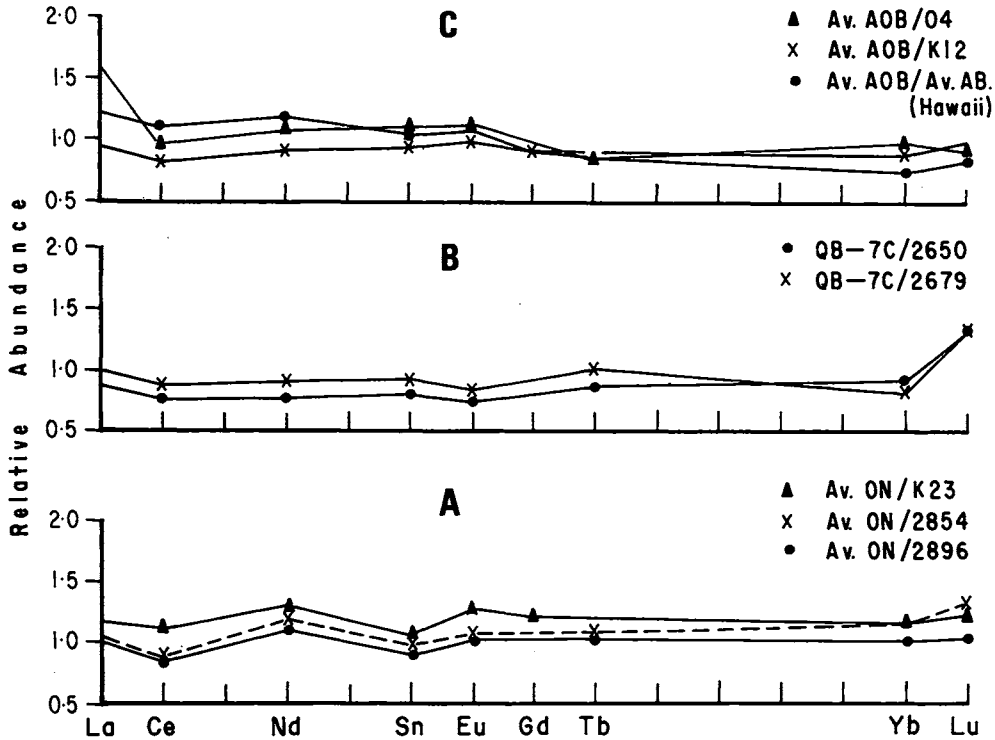 C
2·0
1·5
1·0
0·5
▲ Av. AOB/04
x Av. AOB/K12
● Av. AOB/Av. AB.
(Hawaii)
B
2·0
1·5
1·0
0·5
● QB—7C/2650
x QB—7C/2679
A
2·0
1·5
1·0
0·5
▲ Av. ON/K23
x Av. ON/2854
● Av. ON/2896
La Ce Nd Sn Eu Gd Tb Yb Lu
Relative Abundance